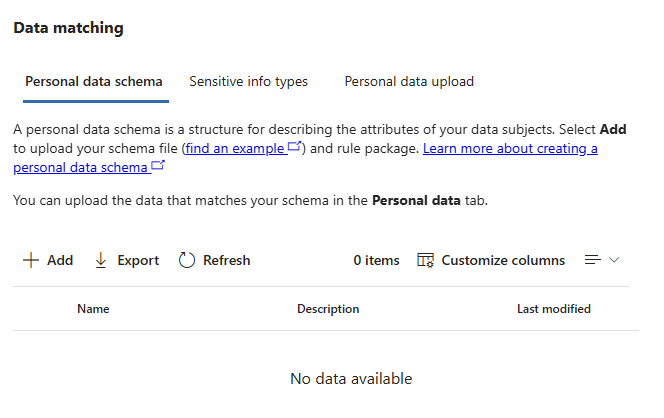 Data matching
Personal data schema Sensitive info types Personal data upload
A personal data schema is a structure for describing the attributes of your data subjects. Select Add
to upload your schema file (find an example) and rule package. Learn more about creating a
personal data schema
You can upload the data that matches your schema in the Personal data tab.
Add Export Refresh 0 items Customize columns
Name Description Last modified
No data available